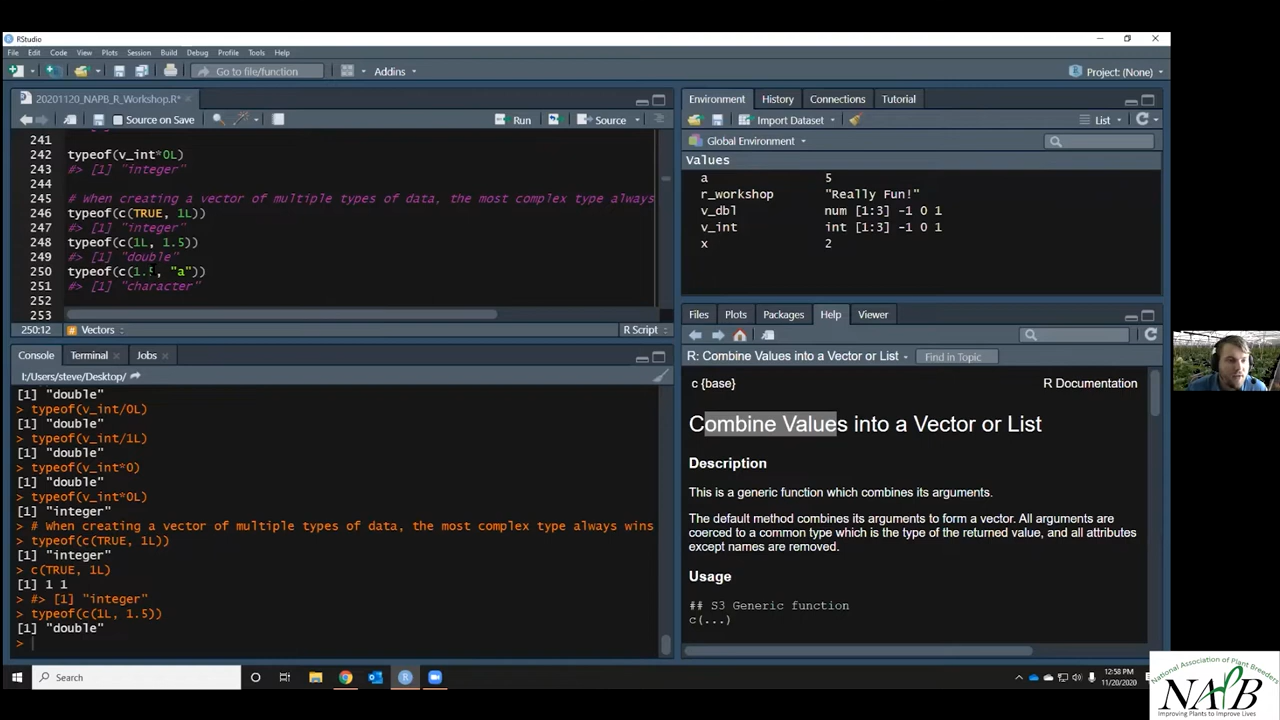 RStudio
File Edit Code View Plots Session Build Debug Profile Tools Help
Go to file/function
Addins
Project: (None)
20201120_NAPB_R_Workshop.R*
Source on Save
Run
Source
241
242 typeof(v_int*0L)
243 #> [1] "integer"
244
245 # When creating a vector of multiple types of data, the most complex type always
246 typeof(c(TRUE, 1L))
247 #> [1] "integer"
248 typeof(c(1L, 1.5))
249 #> [1] "double"
250 typeof(c(1.5, "a"))
251 #> [1] "character"
252
253
250:12 # Vectors R Script
Console Terminal Jobs
I:/Users/steve/Desktop/
[1] "double"
> typeof(v_int/0L)
[1] "double"
> typeof(v_int/1L)
[1] "double"
> typeof(v_int*0)
[1] "double"
> typeof(v_int*0L)
[1] "integer"
> # When creating a vector of multiple types of data, the most complex type always wins
> typeof(c(TRUE, 1L))
[1] "integer"
> c(TRUE, 1L)
[1] 1 1
> #> [1] "integer"
> typeof(c(1L, 1.5))
[1] "double"
>
Environment History Connections Tutorial
Import Dataset
List
Global Environment
Values
a 5
r_workshop "Really Fun!"
v_dbl num [1:3] -1 0 1
v_int int [1:3] -1 0 1
x 2
Files Plots Packages Help Viewer
R: Combine Values into a Vector or List Find in Topic
c {base} R Documentation
Combine Values into a Vector or List
Description
This is a generic function which combines its arguments.
The default method combines its arguments to form a vector. All arguments are
coerced to a common type which is the type of the returned value, and all attributes
except names are removed.
Usage
## S3 Generic function
c(...)
Search
12:58 PM
11/20/2020
National Association of Plant Breeders
NAPB
Improving Plants to Improve Lives